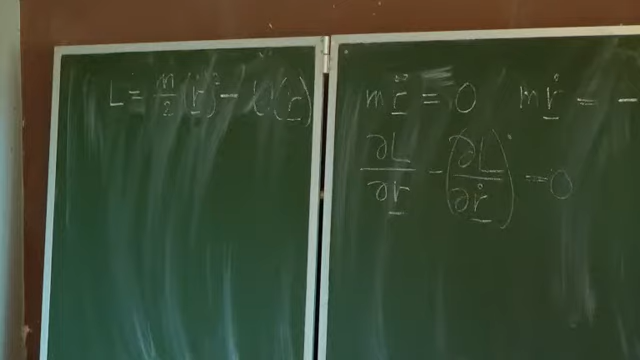 L = m/2 (ṙ)² − U(r)
m r̈ = 0   m r̈ = −
∂L/∂r − (∂L/∂ṙ)˙ = 0